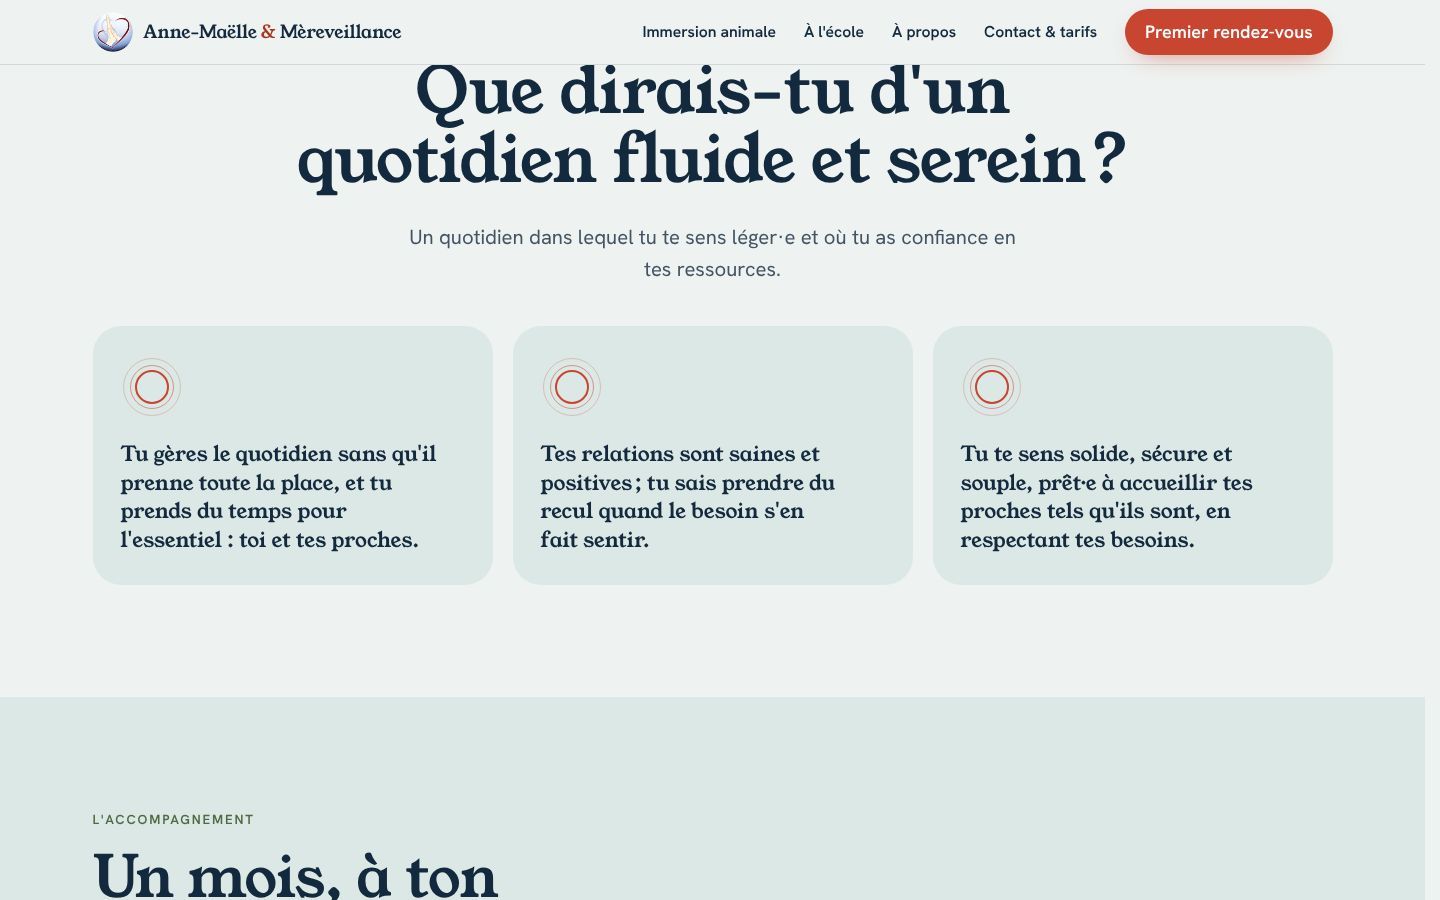 Anne-Maëlle & Mèreveillance
Immersion animale
À l'école
À propos
Contact & tarifs
Premier rendez-vous
Que dirais-tu d'un
quotidien fluide et serein ?
Un quotidien dans lequel tu te sens léger·e et où tu as confiance en
tes ressources.
Tu gères le quotidien sans qu'il
prenne toute la place, et tu
prends du temps pour
l'essentiel : toi et tes proches.
Tes relations sont saines et
positives ; tu sais prendre du
recul quand le besoin s'en
fait sentir.
Tu te sens solide, sécure et
souple, prêt·e à accueillir tes
proches tels qu'ils sont, en
respectant tes besoins.
L'ACCOMPAGNEMENT
Un mois, à ton